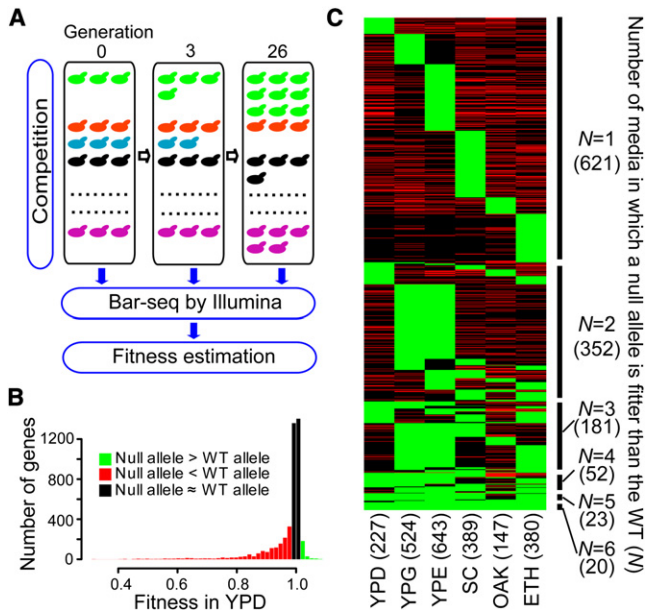 A
Generation
0 3 26
Competition
Bar-seq by Illumina
Fitness estimation
B
Number of genes
1200
800
400
0
Null allele > WT allele
Null allele < WT allele
Null allele ≈ WT allele
0.4 0.6 0.8 1.0
Fitness in YPD
C
N=1
(621)
N=2
(352)
N=3
(181)
N=4
(52)
N=5
(23)
N=6
(20)
Number of media in which a null allele is fitter than the WT (N)
YPD (227)
YPG (524)
YPE (643)
SC (389)
OAK (147)
ETH (380)